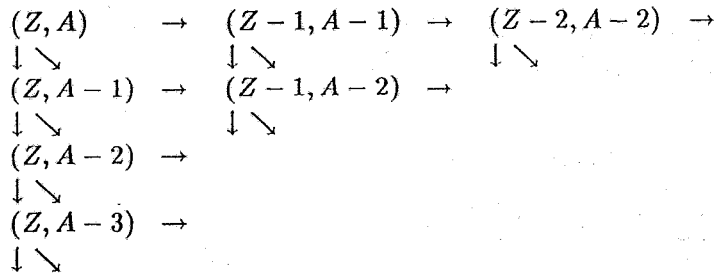 (Z, A) → (Z − 1, A − 1) → (Z − 2, A − 2) →
↓ ↘ ↓ ↘ ↓ ↘
(Z, A − 1) → (Z − 1, A − 2) →
↓ ↘ ↓ ↘
(Z, A − 2) →
↓ ↘
(Z, A − 3) →
↓ ↘